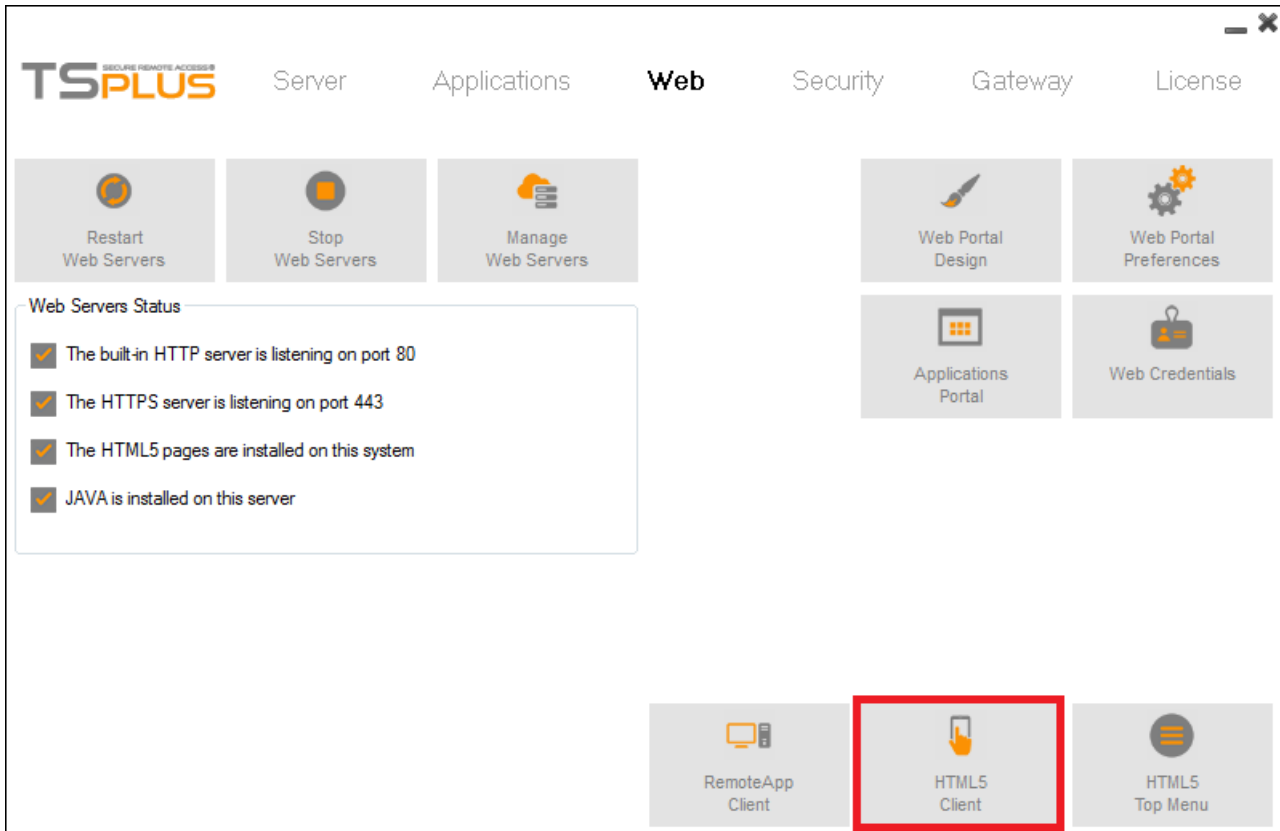 TSPLUS SECURE REMOTE ACCESS®
Server Applications Web Security Gateway License
Restart
Web Servers
Stop
Web Servers
Manage
Web Servers
Web Portal
Design
Web Portal
Preferences
Web Servers Status
The built-in HTTP server is listening on port 80
The HTTPS server is listening on port 443
The HTML5 pages are installed on this system
JAVA is installed on this server
Applications
Portal
Web Credentials
RemoteApp
Client
HTML5
Client
HTML5
Top Menu